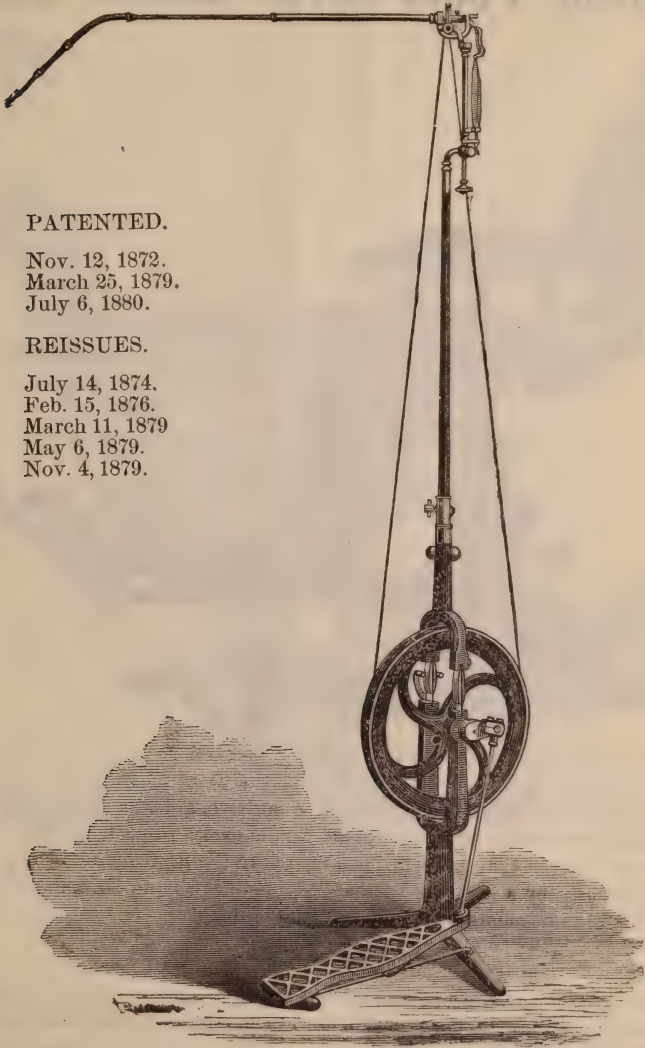 PATENTED.
Nov. 12, 1872.
March 25, 1879.
July 6, 1880.
REISSUES.
July 14, 1874.
Feb. 15, 1876.
March 11, 1879
May 6, 1879.
Nov. 4, 1879.